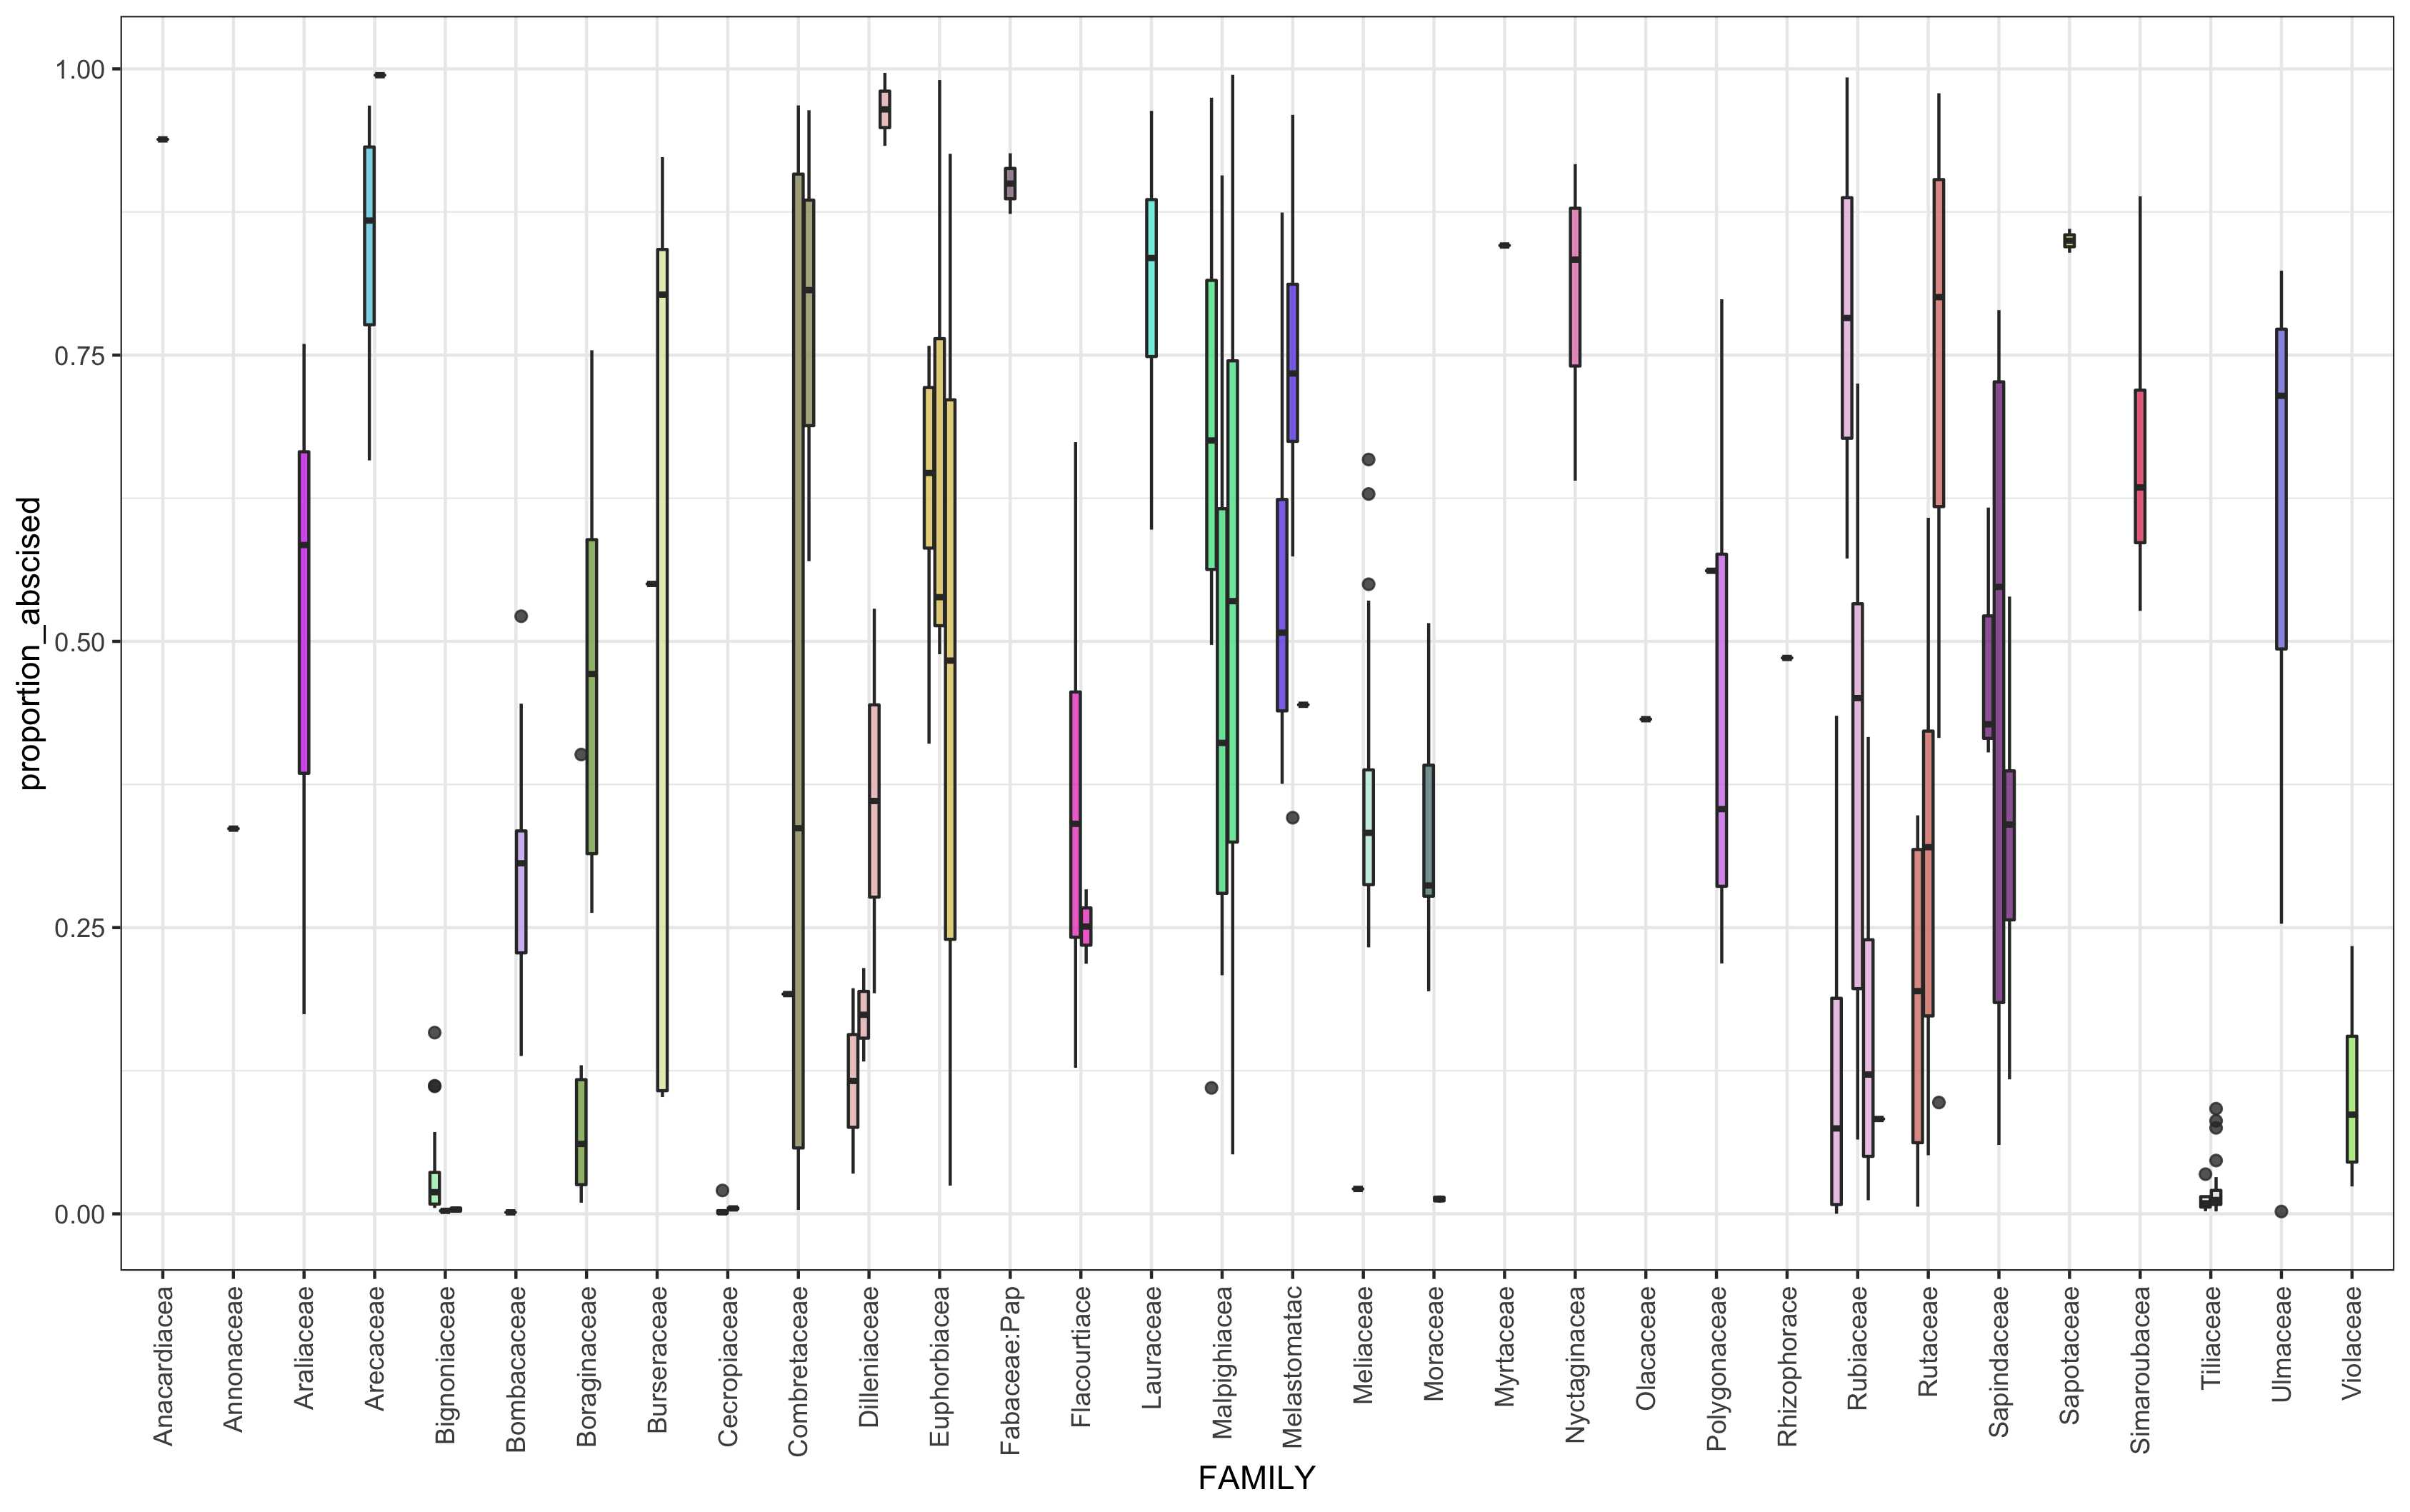 proportion_abscised
1.00
0.75
0.50
0.25
0.00
Anacardiacea
Annonaceae
Araliaceae
Arecaceae
Bignoniaceae
Bombacaceae
Boraginaceae
Burseraceae
Cecropiaceae
Combretaceae
Dilleniaceae
Euphorbiacea
Fabaceae:Pap
Flacourtiace
Lauraceae
Malpighiacea
Melastomatac
Meliaceae
Moraceae
Myrtaceae
Nyctaginacea
Olacaceae
Polygonaceae
Rhizophorace
Rubiaceae
Rutaceae
Sapindaceae
Sapotaceae
Simaroubacea
Tiliaceae
Ulmaceae
Violaceae
FAMILY